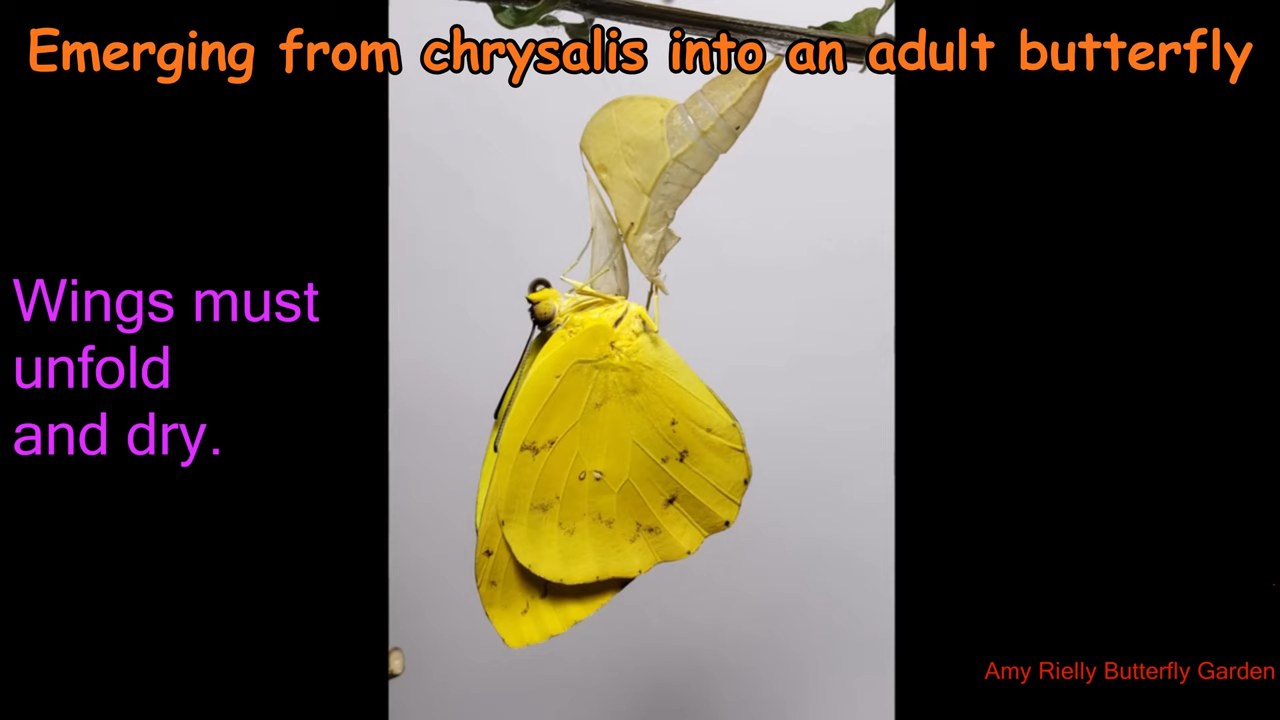 Emerging from chrysalis into an adult butterfly
Wings must
unfold
and dry.
Amy Rielly Butterfly Garden